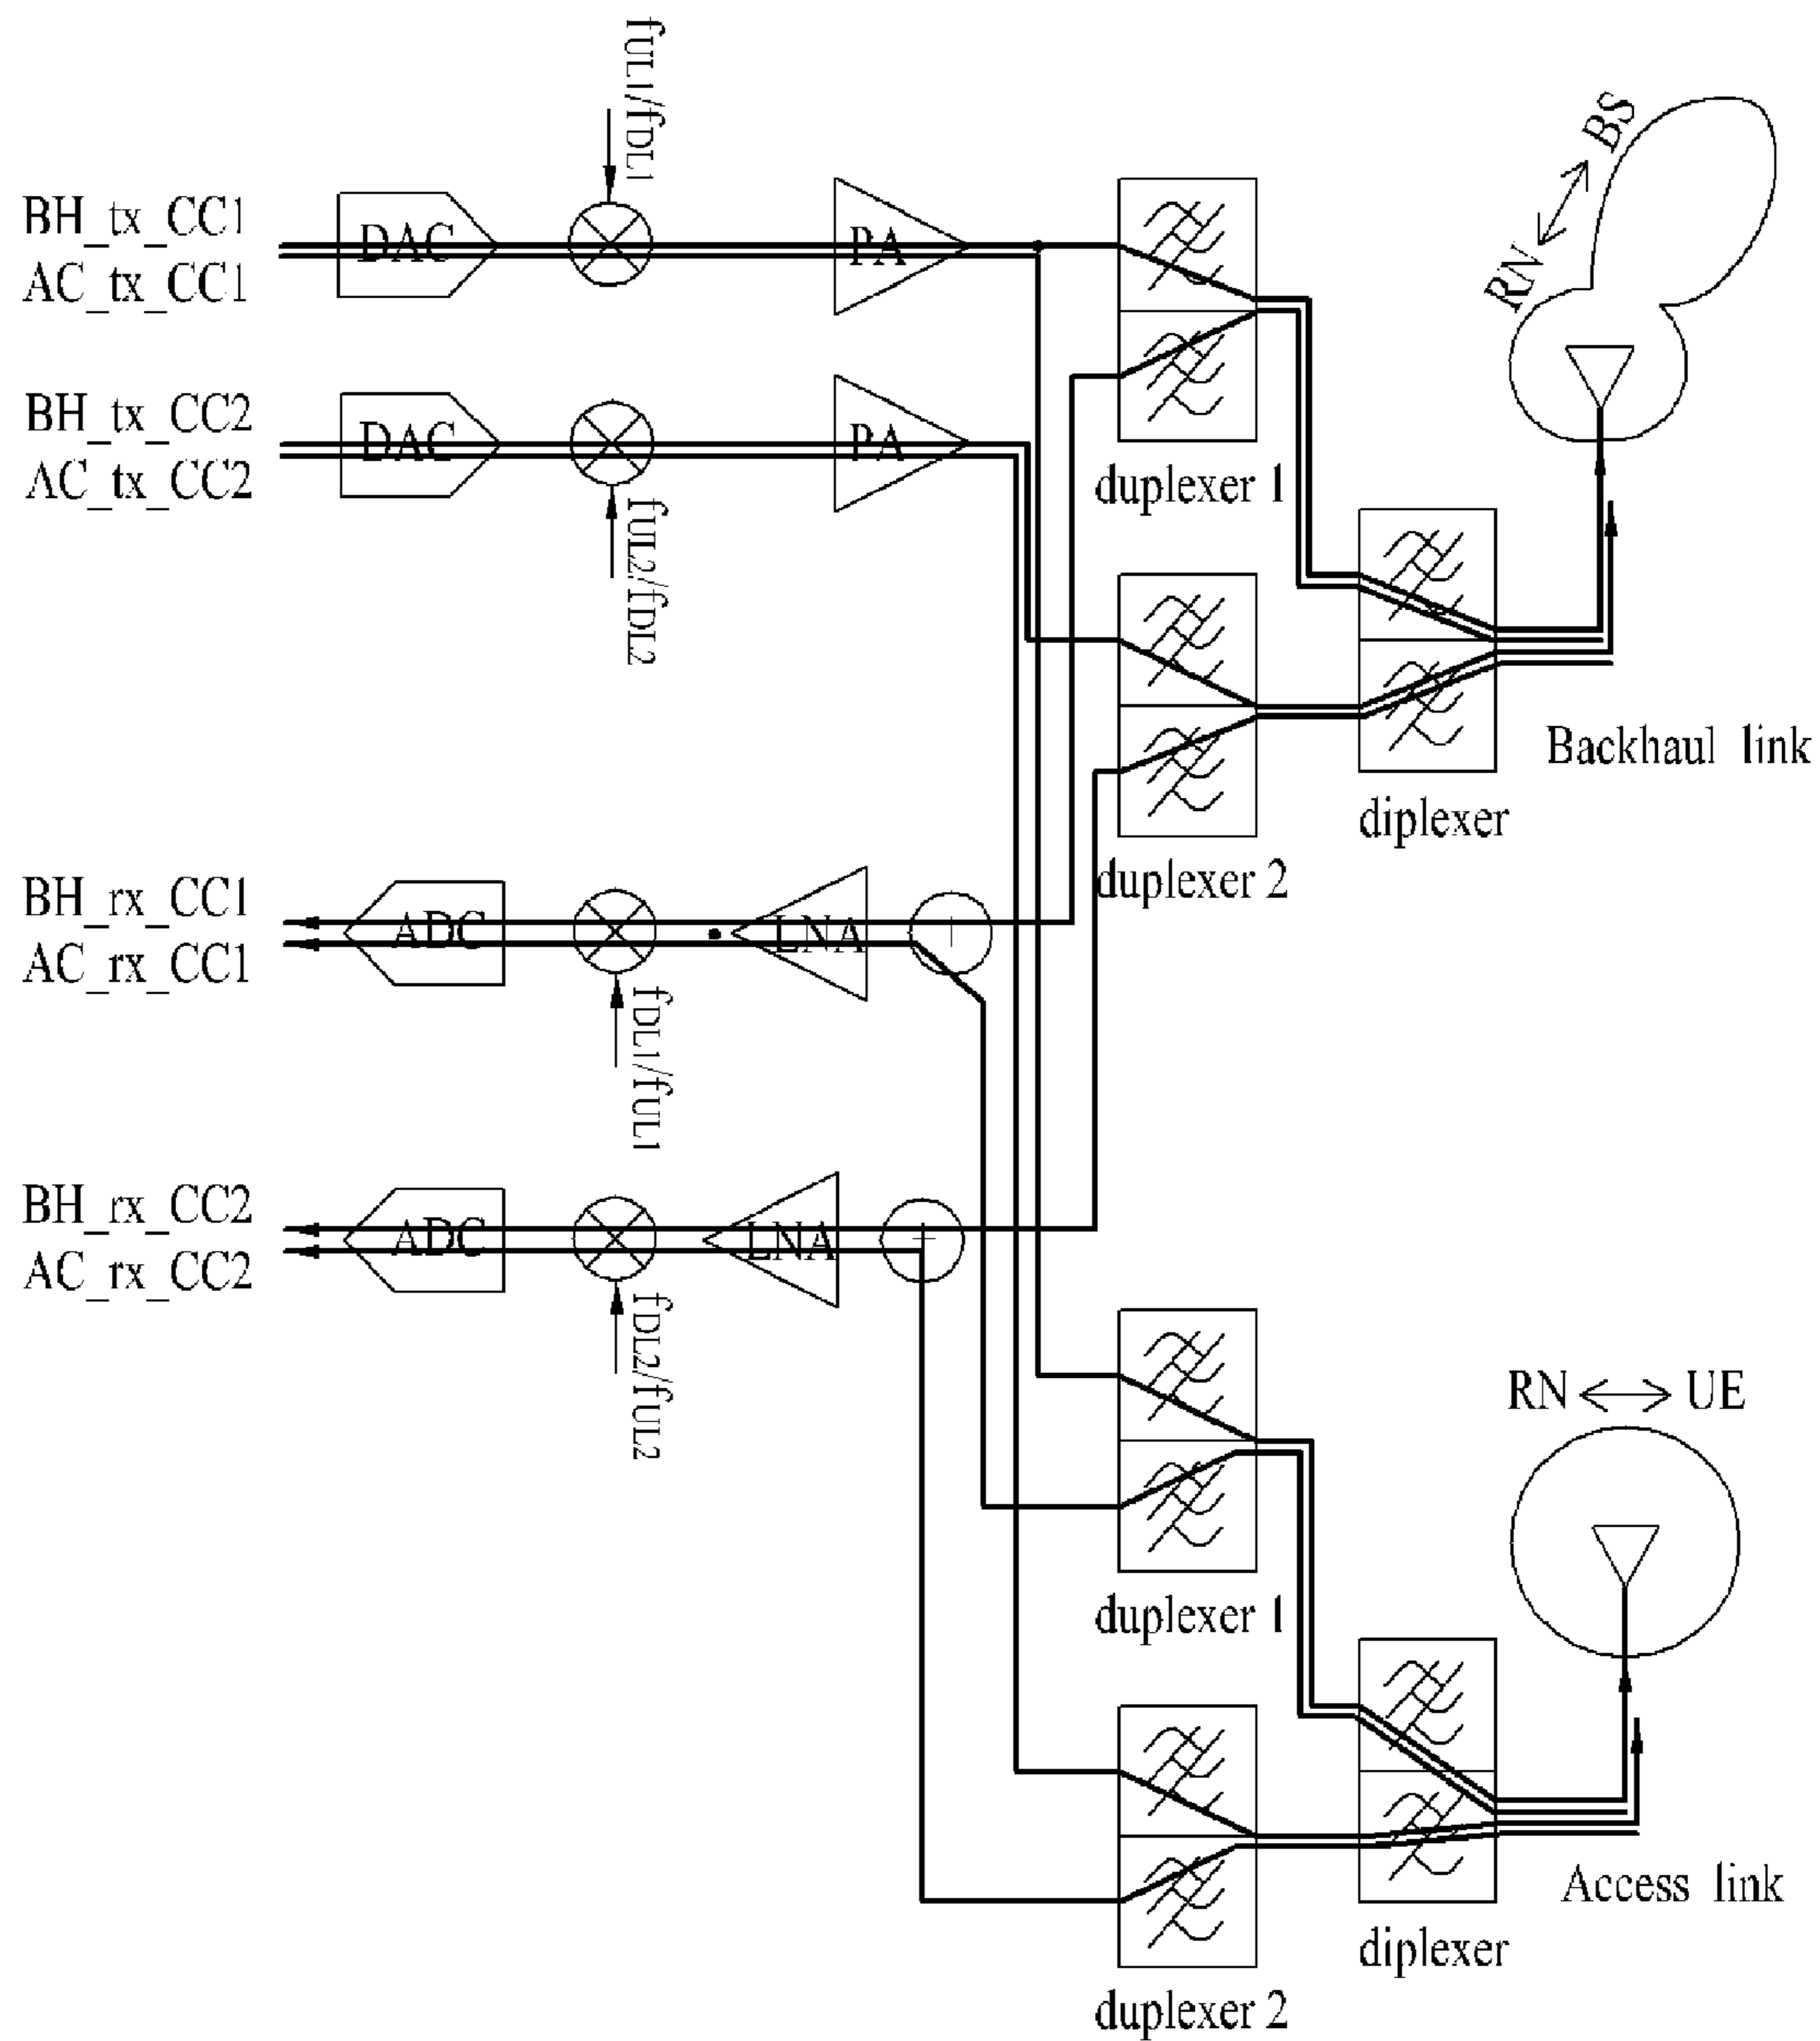 fUL1/fDL1
BS
RN
BH_tx_CC1
AC_tx_CC1
DAC
PA
BH_tx_CC2
AC_tx_CC2
DAC
PA
fUL2/fDL2
duplexer 1
Backhaul link
diplexer
duplexer 2
BH_rx_CC1
AC_rx_CC1
ADC
LNA
fDL1/fUL1
BH_rx_CC2
AC_rx_CC2
ADC
LNA
fDL2/fUL2
RN UE
duplexer 1
Access link
diplexer
duplexer 2